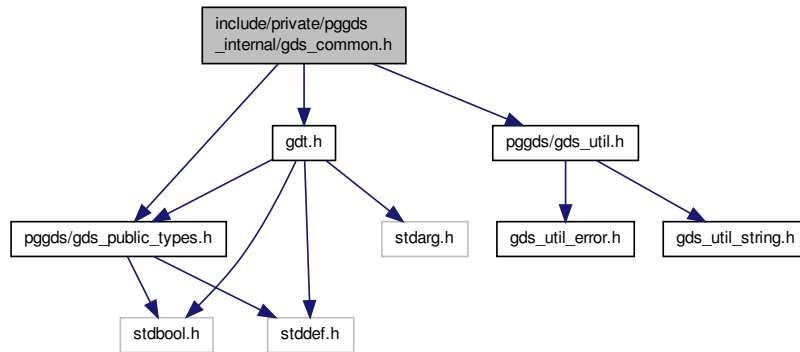 include/private/pggds
_internal/gds_common.h
gdt.h
pggds/gds_util.h
pggds/gds_public_types.h
stdarg.h
gds_util_error.h
gds_util_string.h
stdbool.h
stddef.h